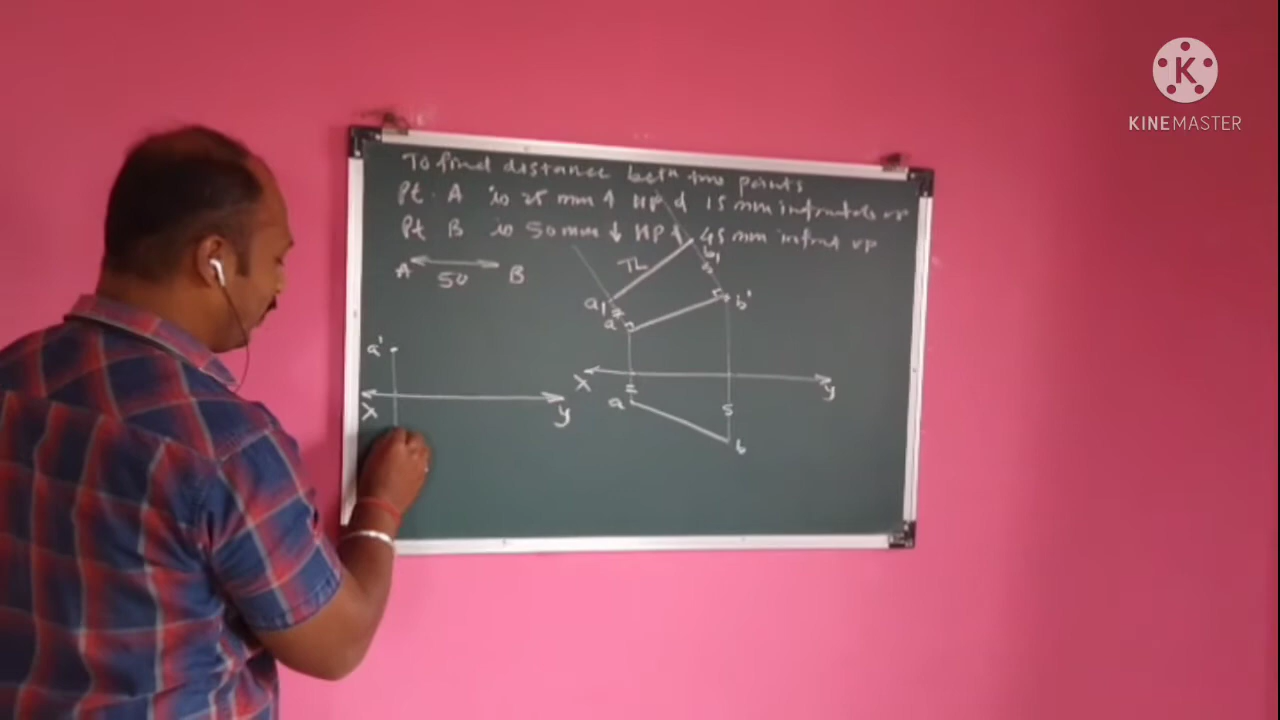 To find distance betn two points
Pt. A is 25 mm ↑ HP & 15 mm infront of VP
Pt B is 50 mm ↓ HP & 45 mm infront VP
A 50 B
TL
b1
a1
a'
b'
a'
X y
X y
a
b
KINEMASTER